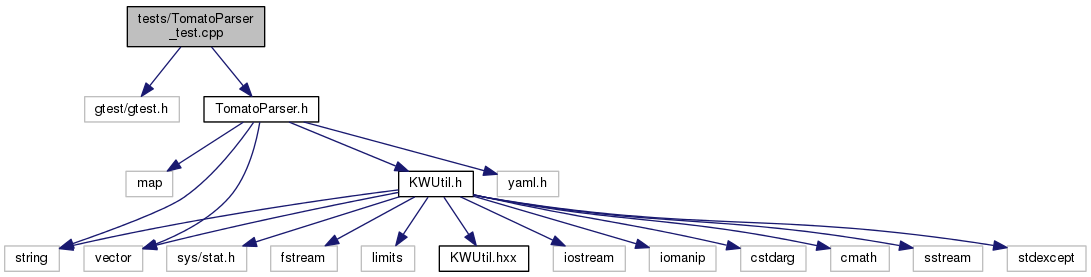 tests/TomatoParser
_test.cpp
gtest/gtest.h
TomatoParser.h
map
KWUtil.h
yaml.h
string
vector
sys/stat.h
fstream
limits
KWUtil.hxx
iostream
iomanip
cstdarg
cmath
sstream
stdexcept